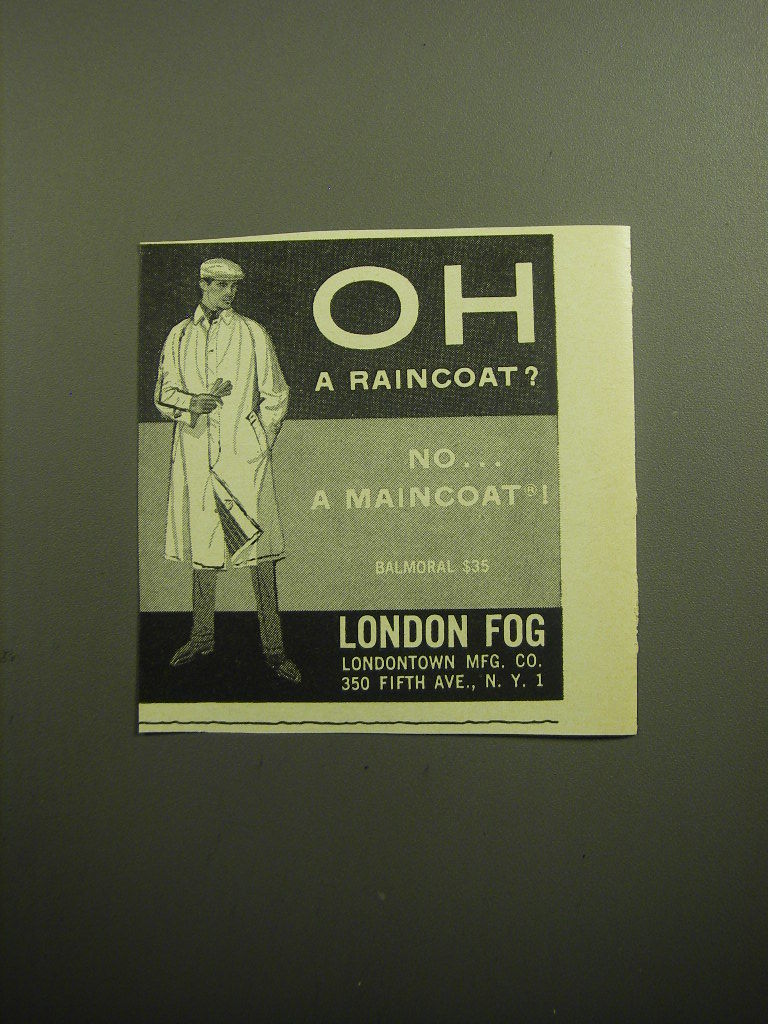 OH
A RAINCOAT?
NO...
A MAINCOAT®!
BALMORAL $35
LONDON FOG
LONDONTOWN MFG. CO.
350 FIFTH AVE., N. Y. 1